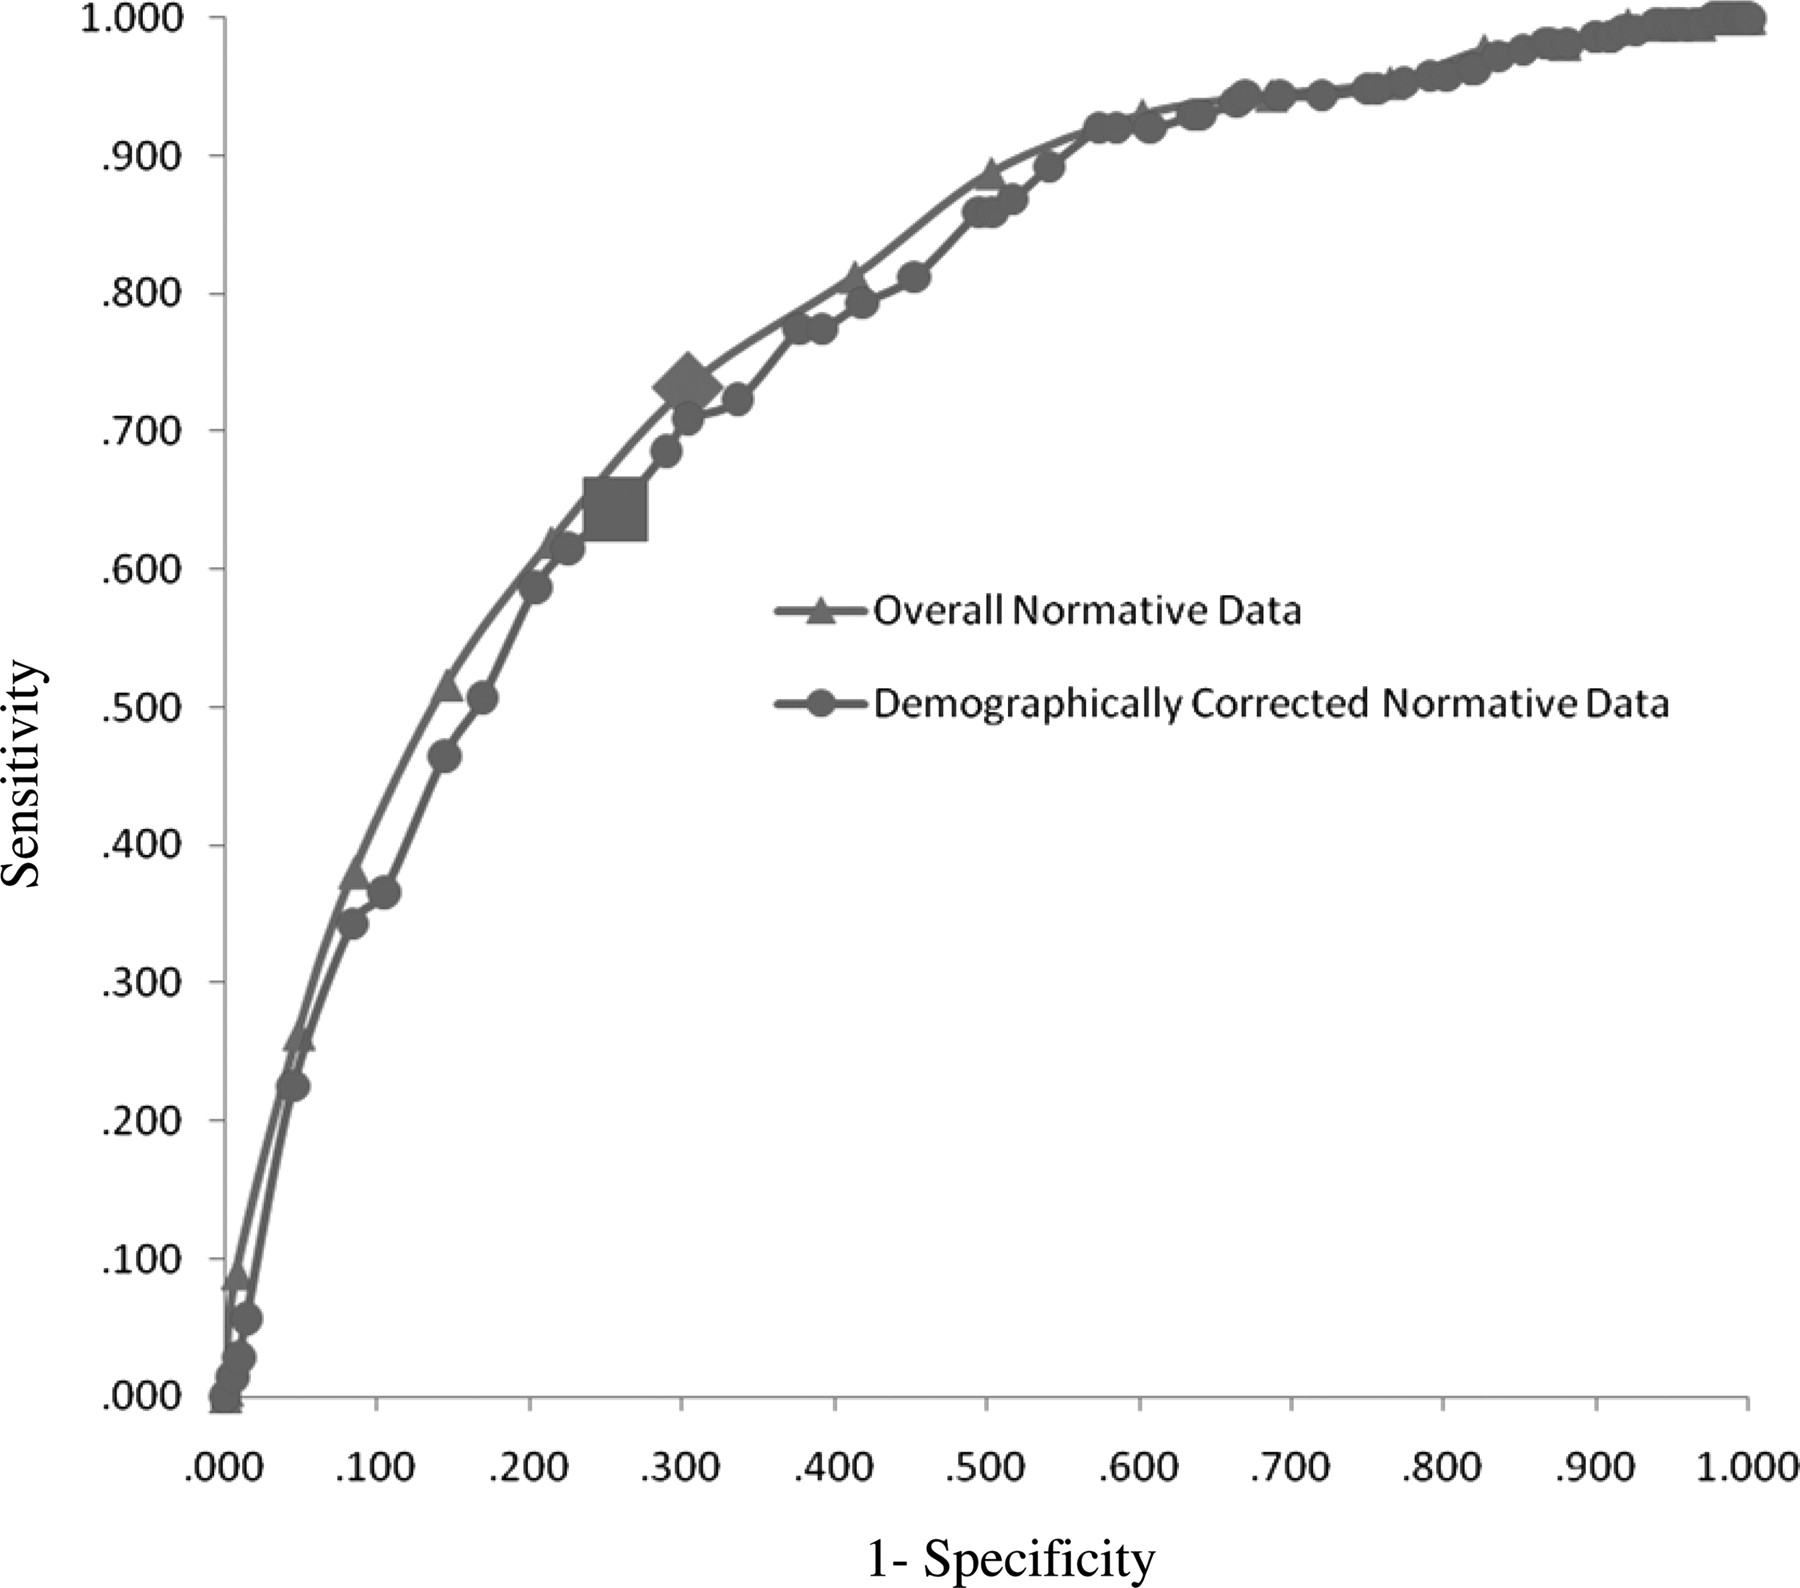 1.000
.900
.800
.700
.600
.500
.400
.300
.200
.100
.000
Sensitivity
Overall Normative Data
Demographically Corrected Normative Data
.000 .100 .200 .300 .400 .500 .600 .700 .800 .900 1.000
1- Specificity